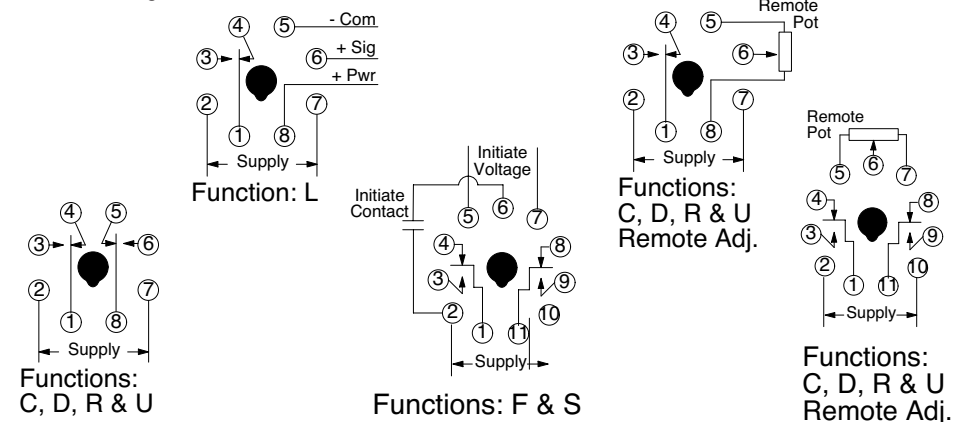 ④
⑤
- Com
③
⑥
+ Sig
+ Pwr
②
⑦
①
⑧
Supply
Function: L
Remote
Pot
④
⑤
③
⑥
②
⑦
①
⑧
Supply
Functions:
C, D, R & U
Remote Adj.
④
⑤
③
⑥
②
⑦
①
⑧
Supply
Functions:
C, D, R & U
Initiate
Voltage
Initiate
Contact
⑤
⑥
⑦
④
⑧
③
⑨
②
⑩
①
⑪
Supply
Functions: F & S
Remote
Pot
⑤
⑥
⑦
④
⑧
③
⑨
②
⑩
①
⑪
Supply
Functions:
C, D, R & U
Remote Adj.